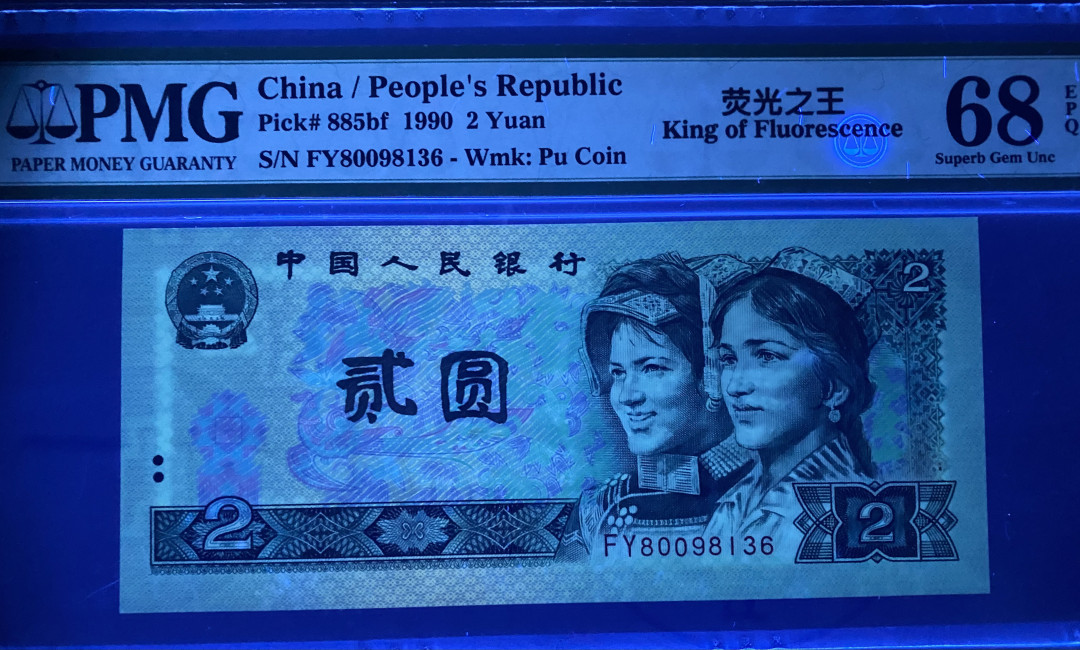 PMG
PAPER MONEY GUARANTY
China / People's Republic
Pick# 885bf 1990 2 Yuan
S/N FY80098136 - Wmk: Pu Coin
荧光之王
King of Fluorescence
68
EPQ
Superb Gem Unc
中国人民银行
2
贰圆
2
FY80098136
2